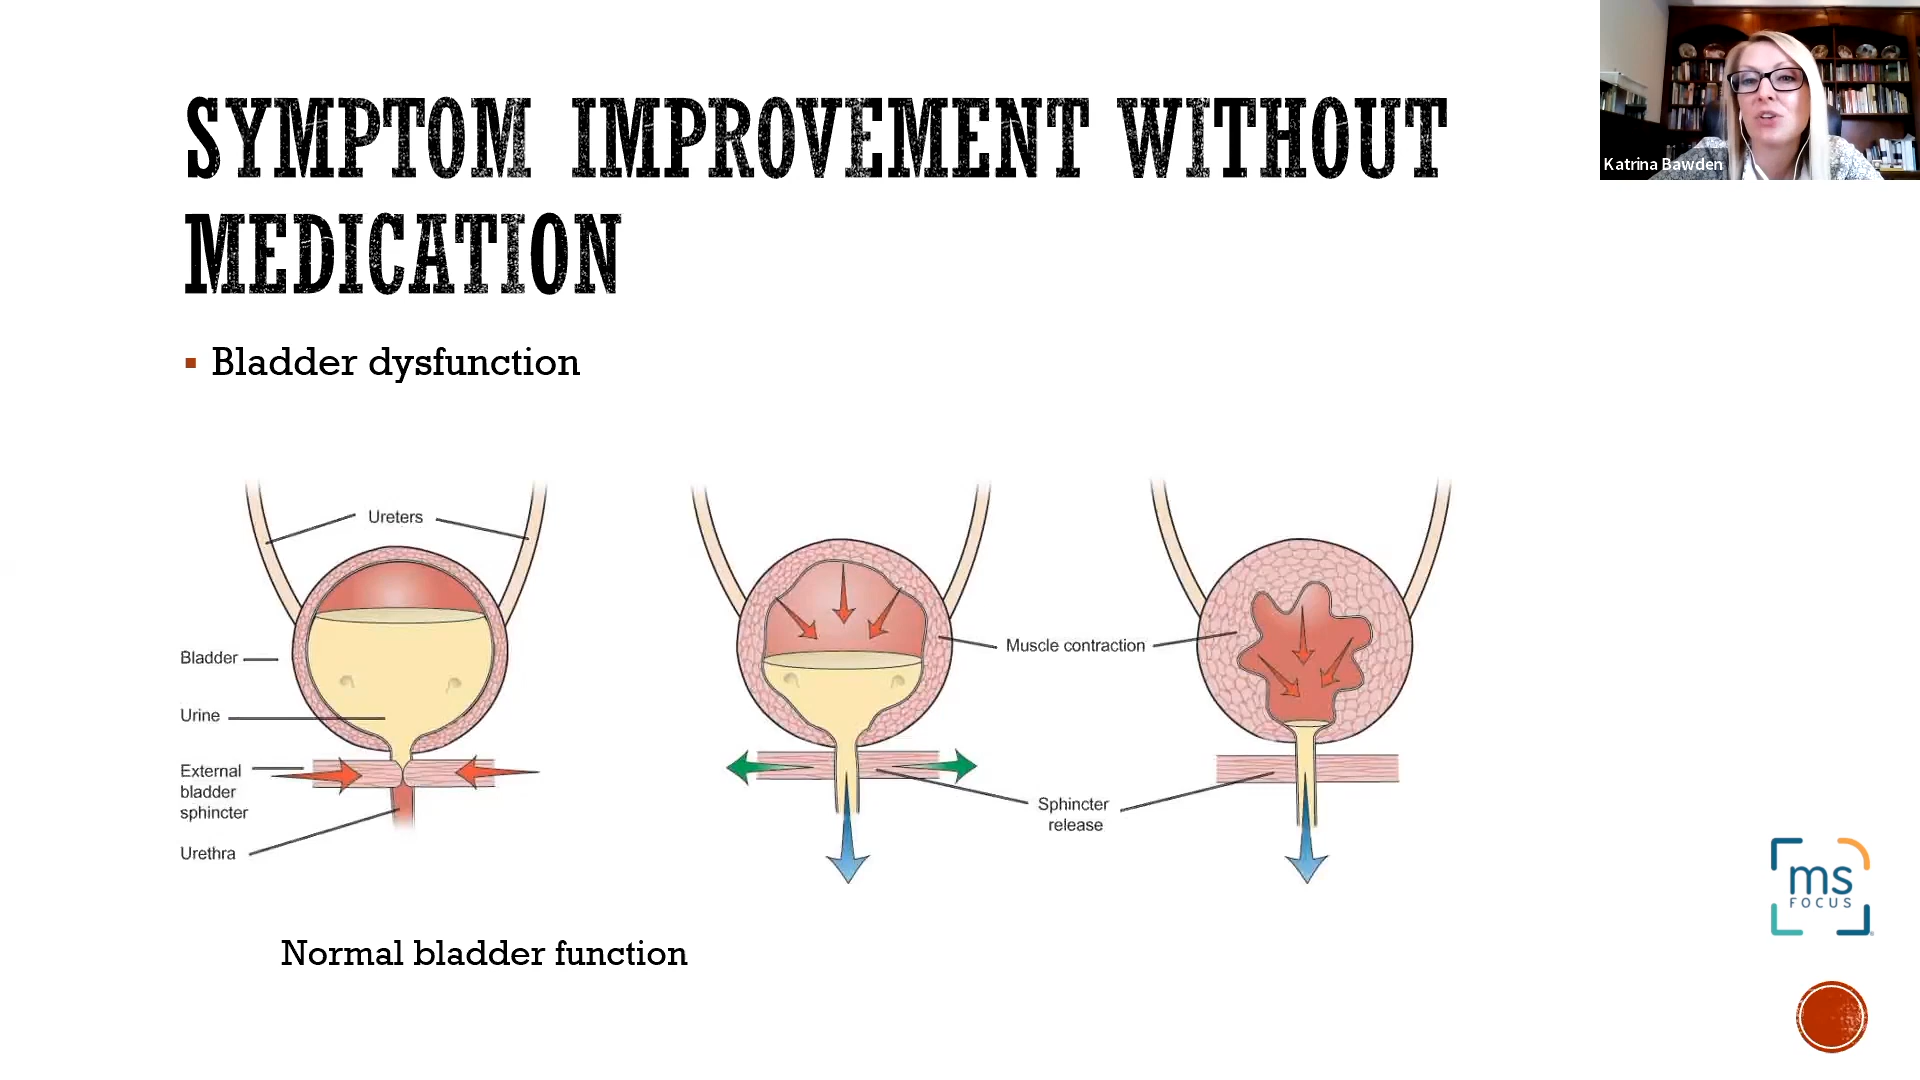 SYMPTOM IMPROVEMENT WITHOUT
MEDICATION
Katrina Bawden
Bladder dysfunction
Ureters
Bladder
Urine
External
bladder
sphincter
Urethra
Muscle contraction
Sphincter
release
Normal bladder function
ms
FOCUS